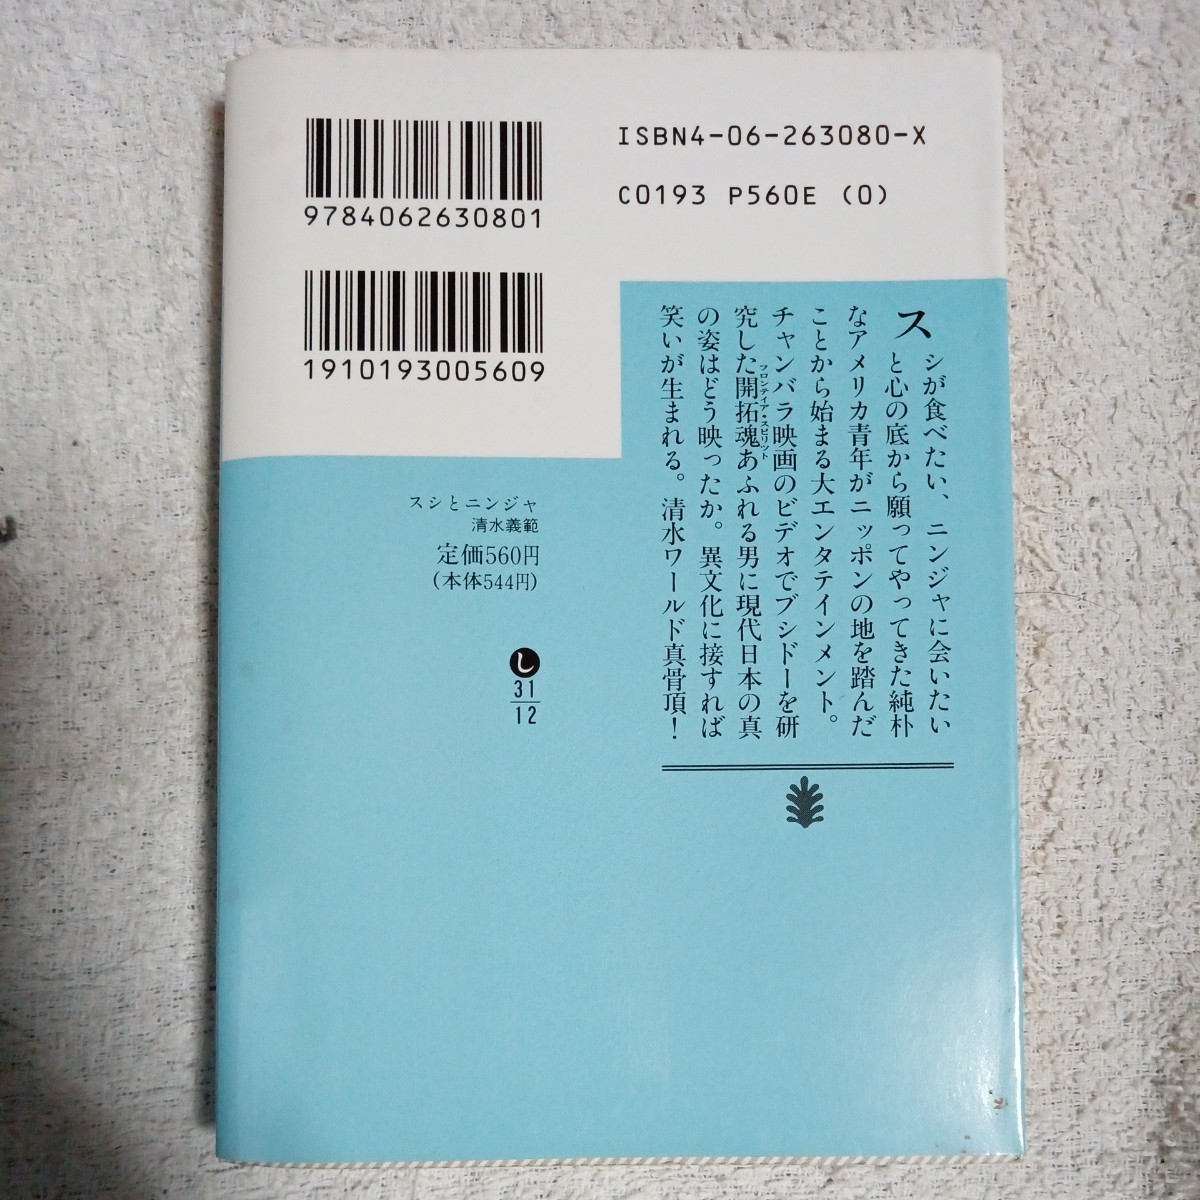 9784062630801
ISBN4-06-263080-X
C0193 P560E (0)
1910193005609
スシが食べたい、ニンジャに会いたい
と心の底から願ってやってきた純朴
なアメリカ青年がニッポンの地を踏んだ
ことから始まる大エンタテインメント。
チャンバラ映画のビデオでブシドーを研
究した開拓魂あふれる男に現代日本の真
フロンティア・スピリット
の姿はどう映ったか。異文化に接すれば
笑いが生まれる。清水ワールド真骨頂！
スシとニンジャ
清水義範
定価560円
(本体544円)
し
31
12